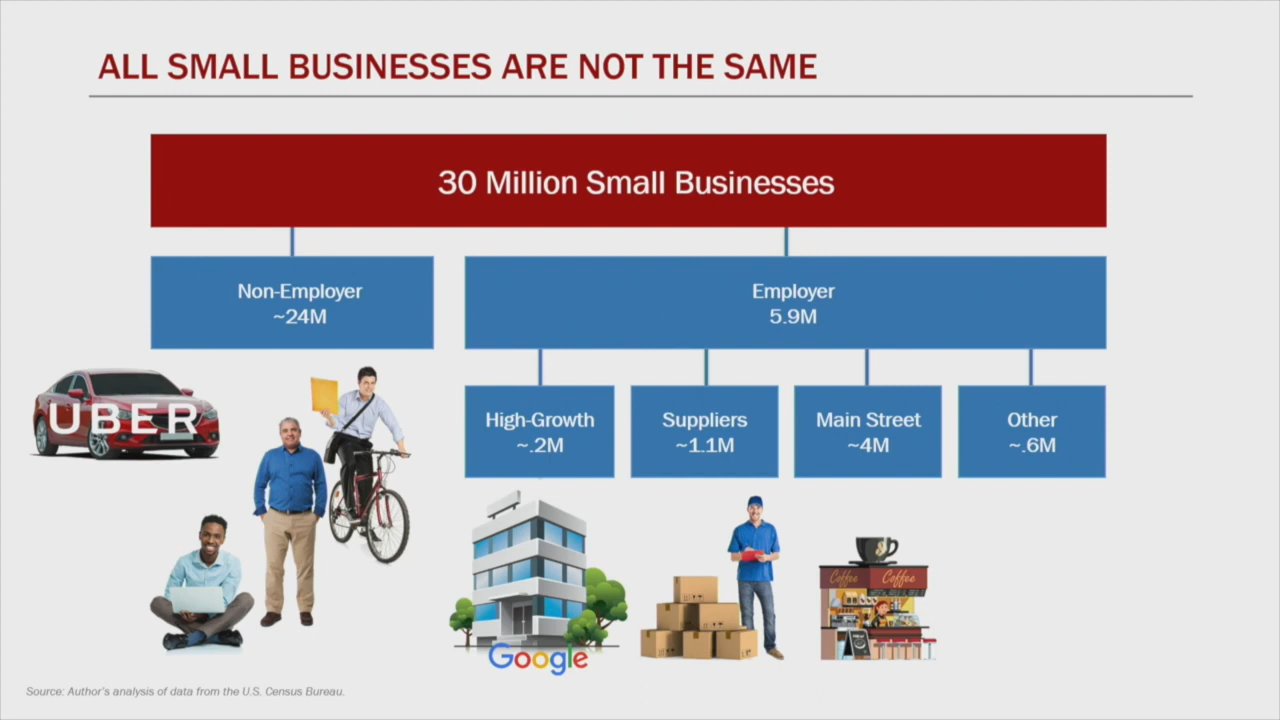 ALL SMALL BUSINESSES ARE NOT THE SAME
30 Million Small Businesses
Non-Employer
~24M
Employer
5.9M
High-Growth
~.2M
Suppliers
~1.1M
Main Street
~4M
Other
~.6M
UBER
Google
Coffee
Coffee
Source: Author's analysis of data from the U.S. Census Bureau.